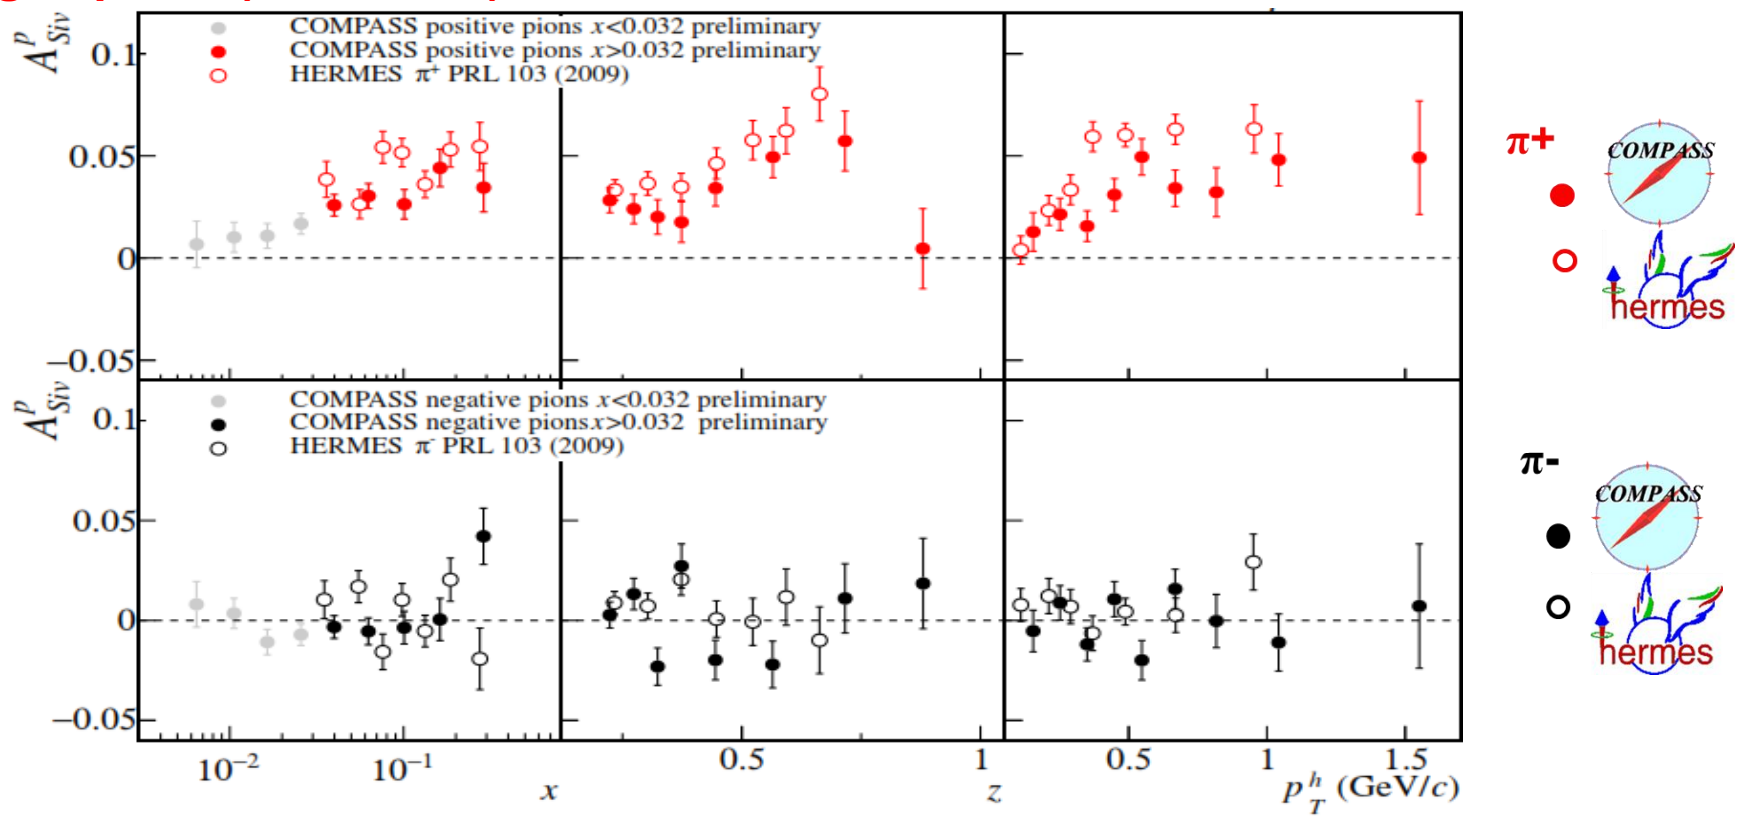 COMPASS positive pions x<0.032 preliminary
COMPASS positive pions x>0.032 preliminary
HERMES π+ PRL 103 (2009)
A^p_Siv
0.1
0.05
0
−0.05
π+
COMPASS
hermes
COMPASS negative pions x<0.032 preliminary
COMPASS negative pions x>0.032 preliminary
HERMES π- PRL 103 (2009)
A^p_Siv
0.1
0.05
0
−0.05
π-
COMPASS
hermes
10−2 10−1 0.5 1 0.5 1 1.5
x z p^h_T (GeV/c)